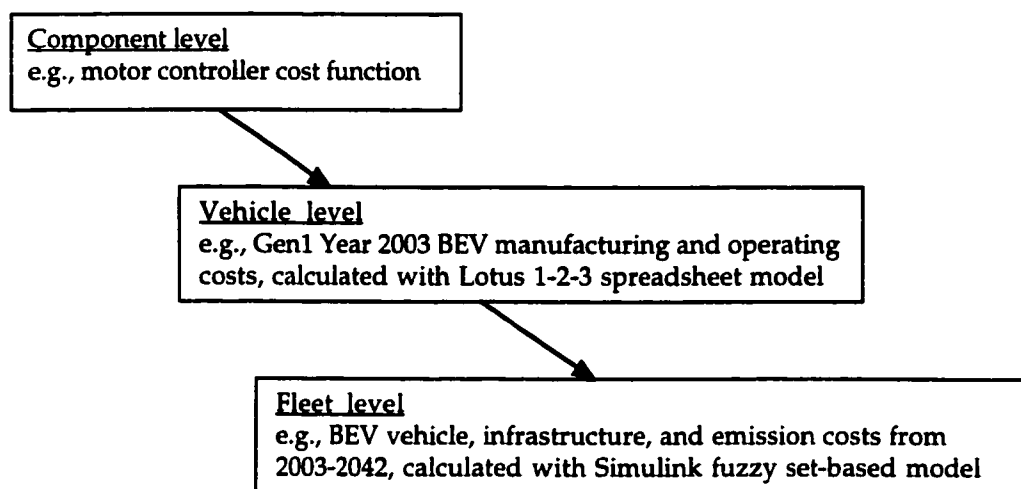 Component level
e.g., motor controller cost function
Vehicle level
e.g., Gen1 Year 2003 BEV manufacturing and operating
costs, calculated with Lotus 1-2-3 spreadsheet model
Fleet level
e.g., BEV vehicle, infrastructure, and emission costs from
2003-2042, calculated with Simulink fuzzy set-based model